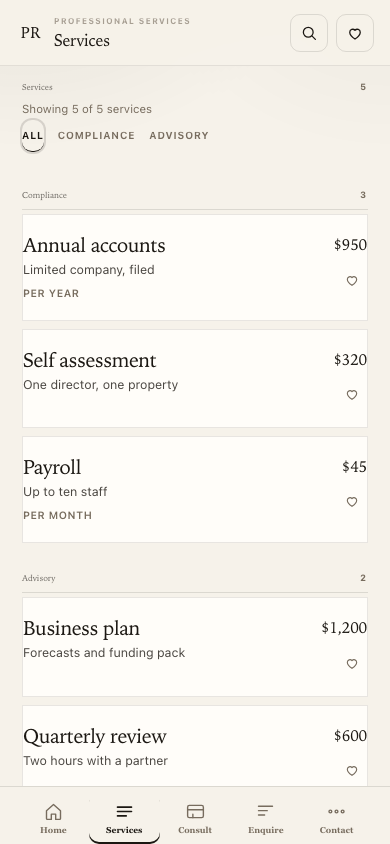 PR
PROFESSIONAL SERVICES
Services
Services 5
Showing 5 of 5 services
ALL COMPLIANCE ADVISORY
Compliance 3
Annual accounts $950
Limited company, filed
PER YEAR
Self assessment $320
One director, one property
Payroll $45
Up to ten staff
PER MONTH
Advisory 2
Business plan $1,200
Forecasts and funding pack
Quarterly review $600
Two hours with a partner
Home Services Consult Enquire Contact